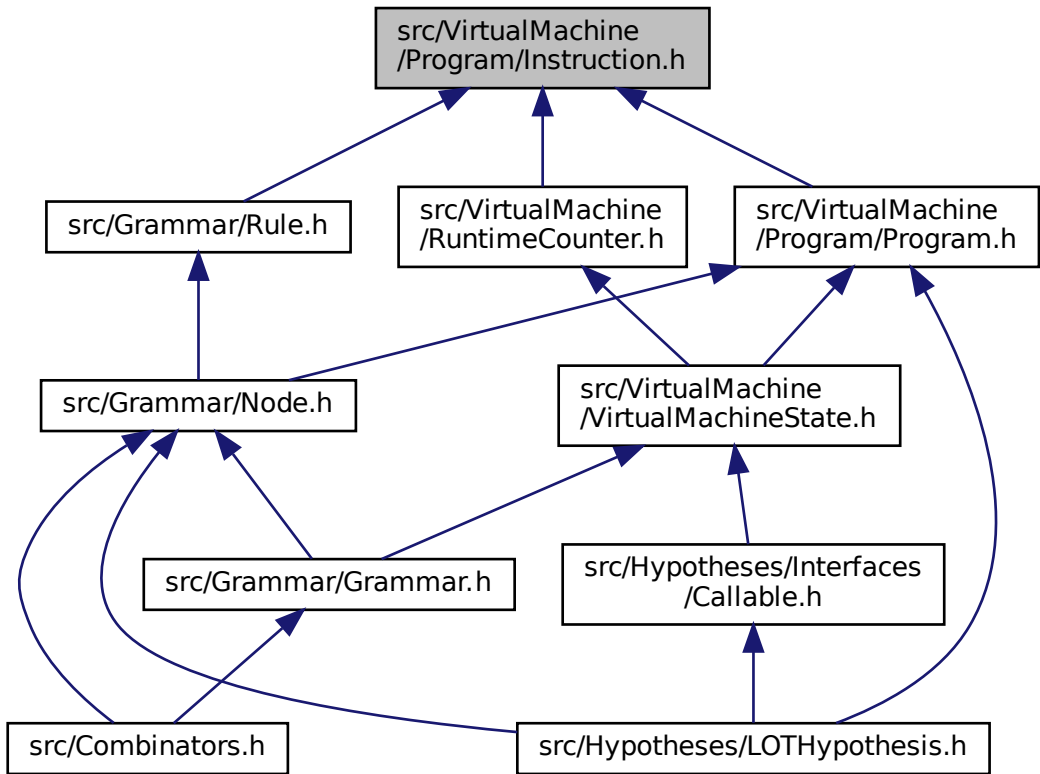 src/VirtualMachine
/Program/Instruction.h
src/Grammar/Rule.h
src/VirtualMachine
/RuntimeCounter.h
src/VirtualMachine
/Program/Program.h
src/Grammar/Node.h
src/VirtualMachine
/VirtualMachineState.h
src/Grammar/Grammar.h
src/Hypotheses/Interfaces
/Callable.h
src/Combinators.h
src/Hypotheses/LOTHypothesis.h